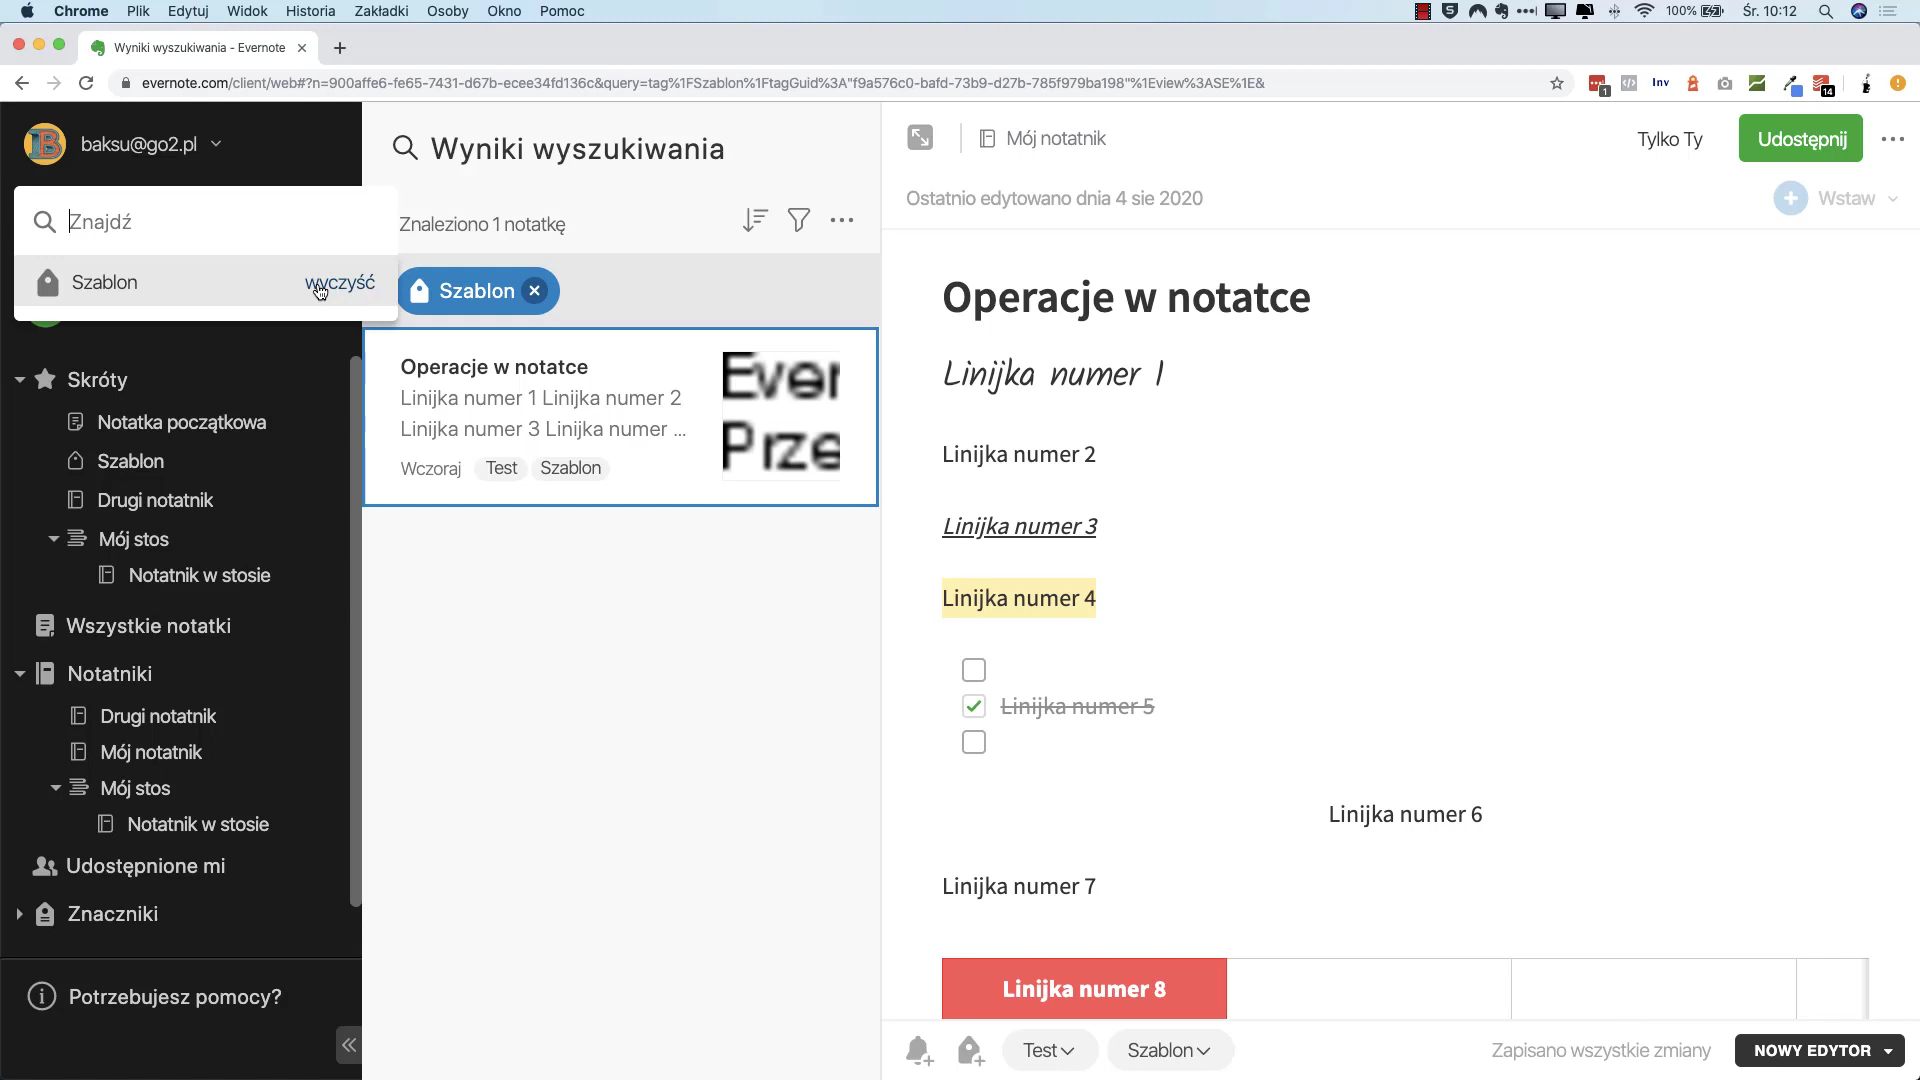 Chrome Plik Edytuj Widok Historia Zakładki Osoby Okno Pomoc 100% Śr. 10:12
Wyniki wyszukiwania - Evernote
evernote.com/client/web#?n=900affe6-fe65-7431-d67b-ecee34fd136c&query=tag%1FSzablon%1FtagGuid%3A"f9a576c0-bafd-73b9-d27b-785f979ba198"%1Eview%3ASE%1E&
1 Inv 14
baksu@go2.pl
Znajdź
Szablon wyczyść
Skróty
Notatka początkowa
Szablon
Drugi notatnik
Mój stos
Notatnik w stosie
Wszystkie notatki
Notatniki
Drugi notatnik
Mój notatnik
Mój stos
Notatnik w stosie
Udostępnione mi
Znaczniki
Potrzebujesz pomocy?
Wyniki wyszukiwania
Znaleziono 1 notatkę
Szablon
Operacje w notatce
Linijka numer 1 Linijka numer 2
Linijka numer 3 Linijka numer ...
Wczoraj Test Szablon
Ever
Prze
Mój notatnik
Tylko Ty
Udostępnij
Ostatnio edytowano dnia 4 sie 2020
Wstaw
Operacje w notatce
Linijka numer 1
Linijka numer 2
Linijka numer 3
Linijka numer 4
Linijka numer 5
Linijka numer 6
Linijka numer 7
Linijka numer 8
Test Szablon
Zapisano wszystkie zmiany
NOWY EDYTOR